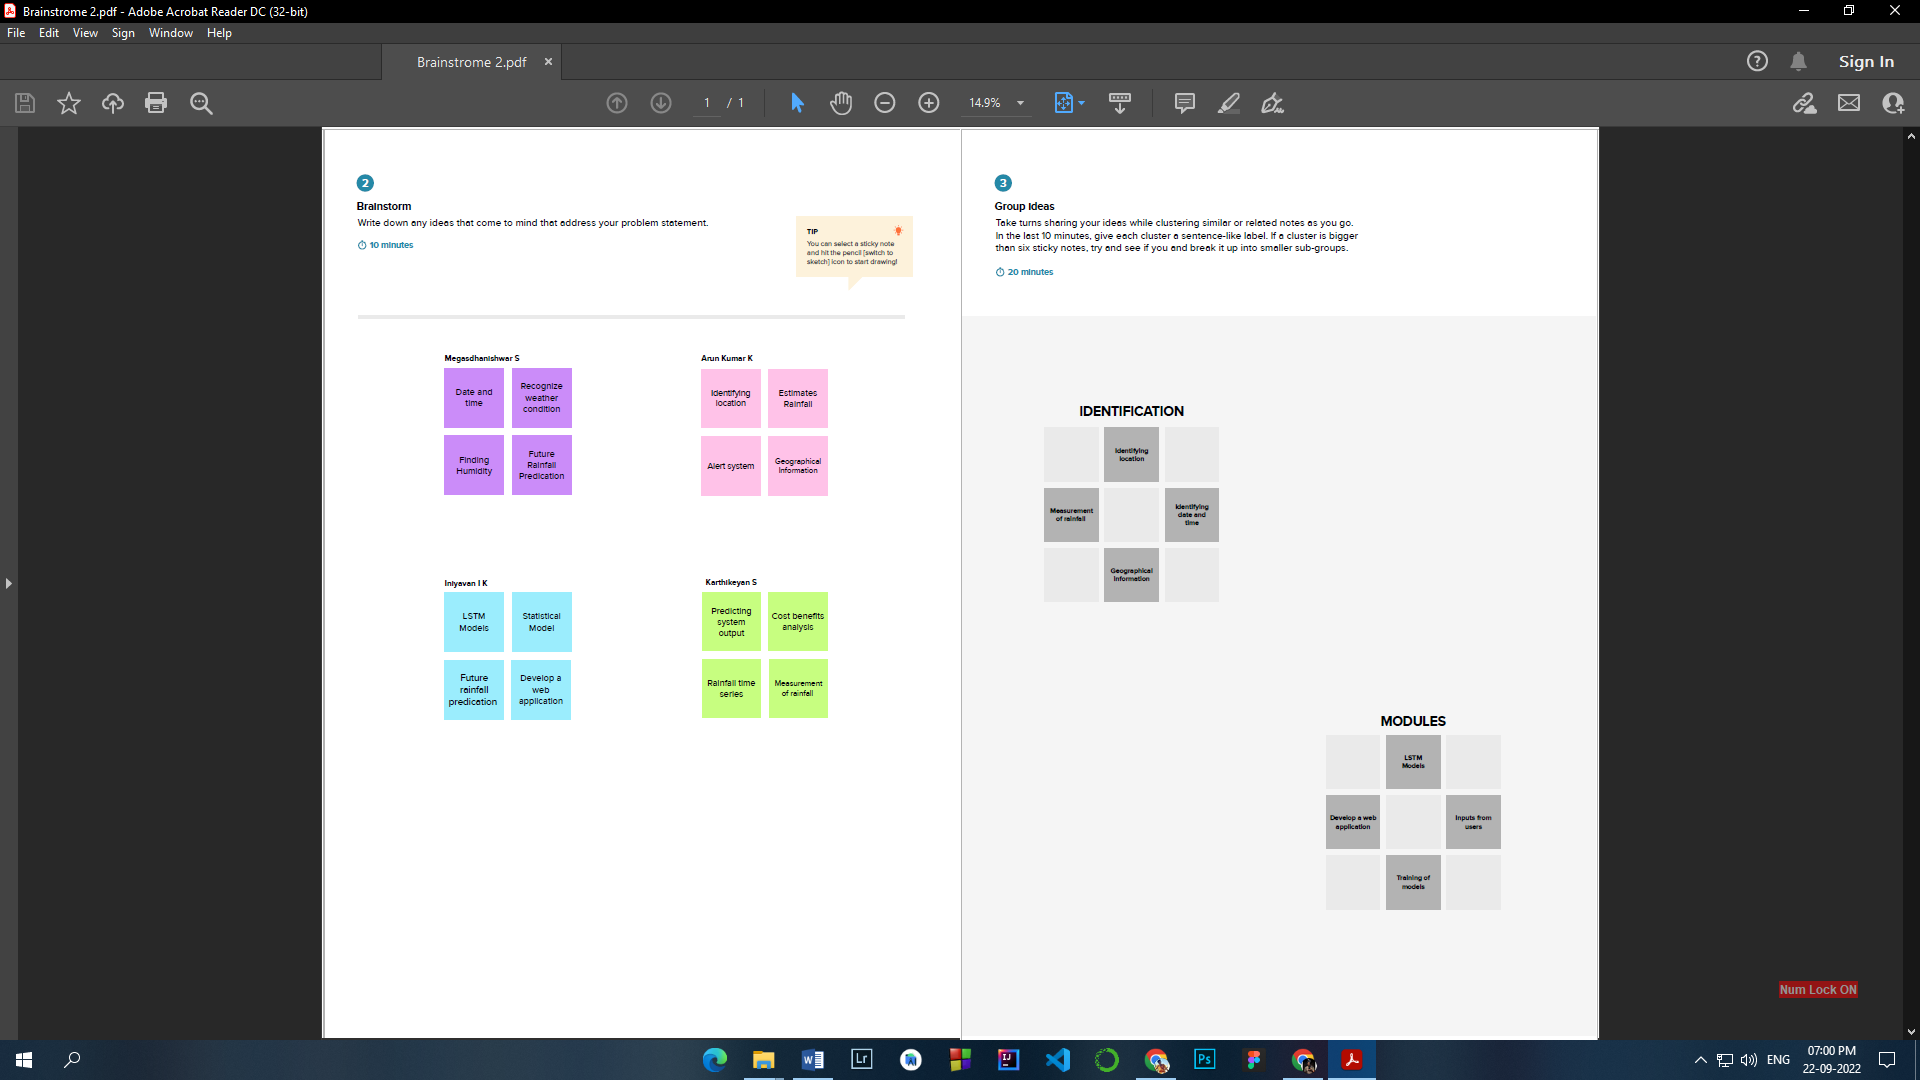 Brainstrome 2.pdf - Adobe Acrobat Reader DC (32-bit)
File Edit View Sign Window Help
Brainstrome 2.pdf
Sign In
1 / 1
14.9%
2
Brainstorm
Write down any ideas that come to mind that address your problem statement.
10 minutes
TIP
You can select a sticky note
and hit the pencil [switch to
sketch] icon to start drawing!
Megasdhanishwar S
Date and
time
Recognize
weather
condition
Finding
Humidity
Future
Rainfall
Predication
Arun Kumar K
Identifying
location
Estimates
Rainfall
Alert system
Geographical
Information
Iniyavan I K
LSTM
Models
Statistical
Model
Future
rainfall
predication
Develop a
web
application
Karthikeyan S
Predicting
system
output
Cost benefits
analysis
Rainfall time
series
Measurement
of rainfall
3
Group ideas
Take turns sharing your ideas while clustering similar or related notes as you go.
In the last 10 minutes, give each cluster a sentence-like label. If a cluster is bigger
than six sticky notes, try and see if you and break it up into smaller sub-groups.
20 minutes
IDENTIFICATION
Identifying
location
Measurement
of rainfall
Identifying
date and
time
Geographical
Information
MODULES
LSTM
Models
Develop a web
application
Inputs from
users
Training of
models
Num Lock ON
Lr
Ps
ENG
07:00 PM
22-09-2022